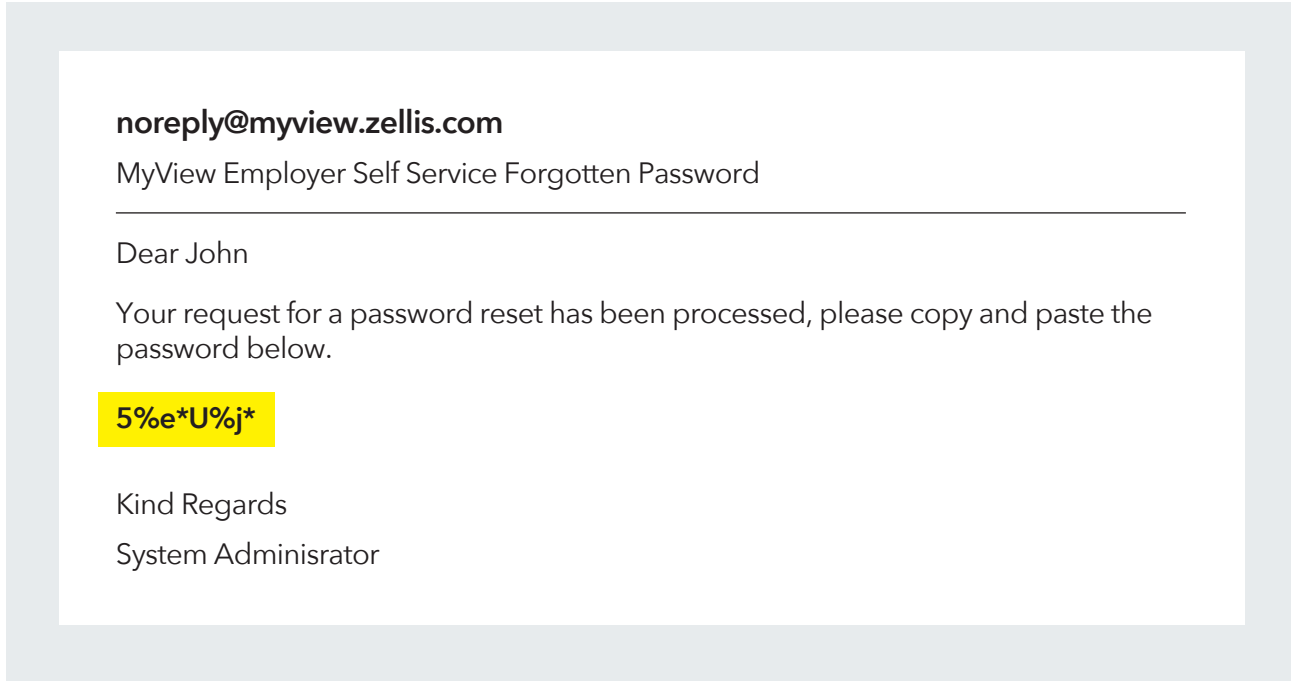 noreply@myview.zellis.com
MyView Employer Self Service Forgotten Password
Dear John
Your request for a password reset has been processed, please copy and paste the
password below.
5%e*U%j*
Kind Regards
System Adminisrator